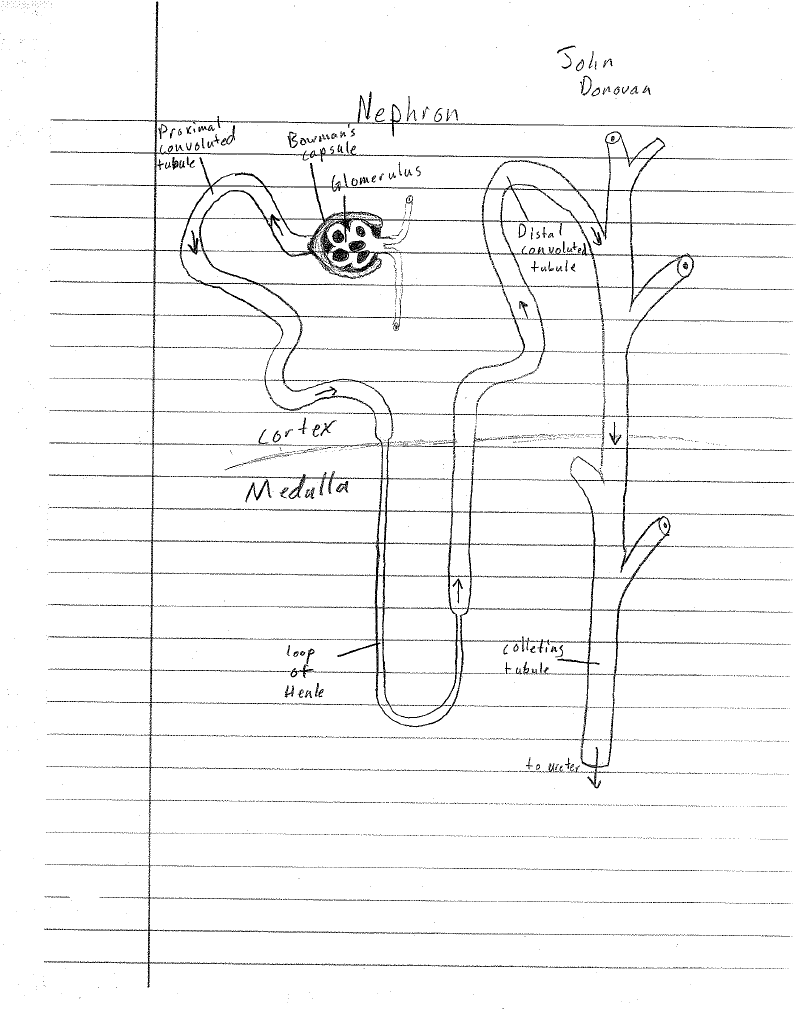 John
Donovan
Nephron
Proximal
convoluted
tubule
Bowman's
capsule
Glomerulus
Distal
convoluted
tubule
cortex
Medulla
loop
of
Henle
colleting
tubule
to ureter